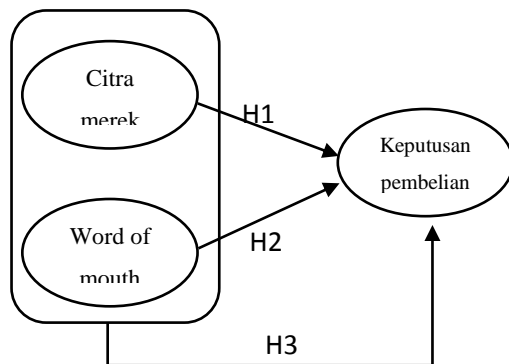 Citra
merek
H1
Keputusan
pembelian
Word of
mouth
H2
H3